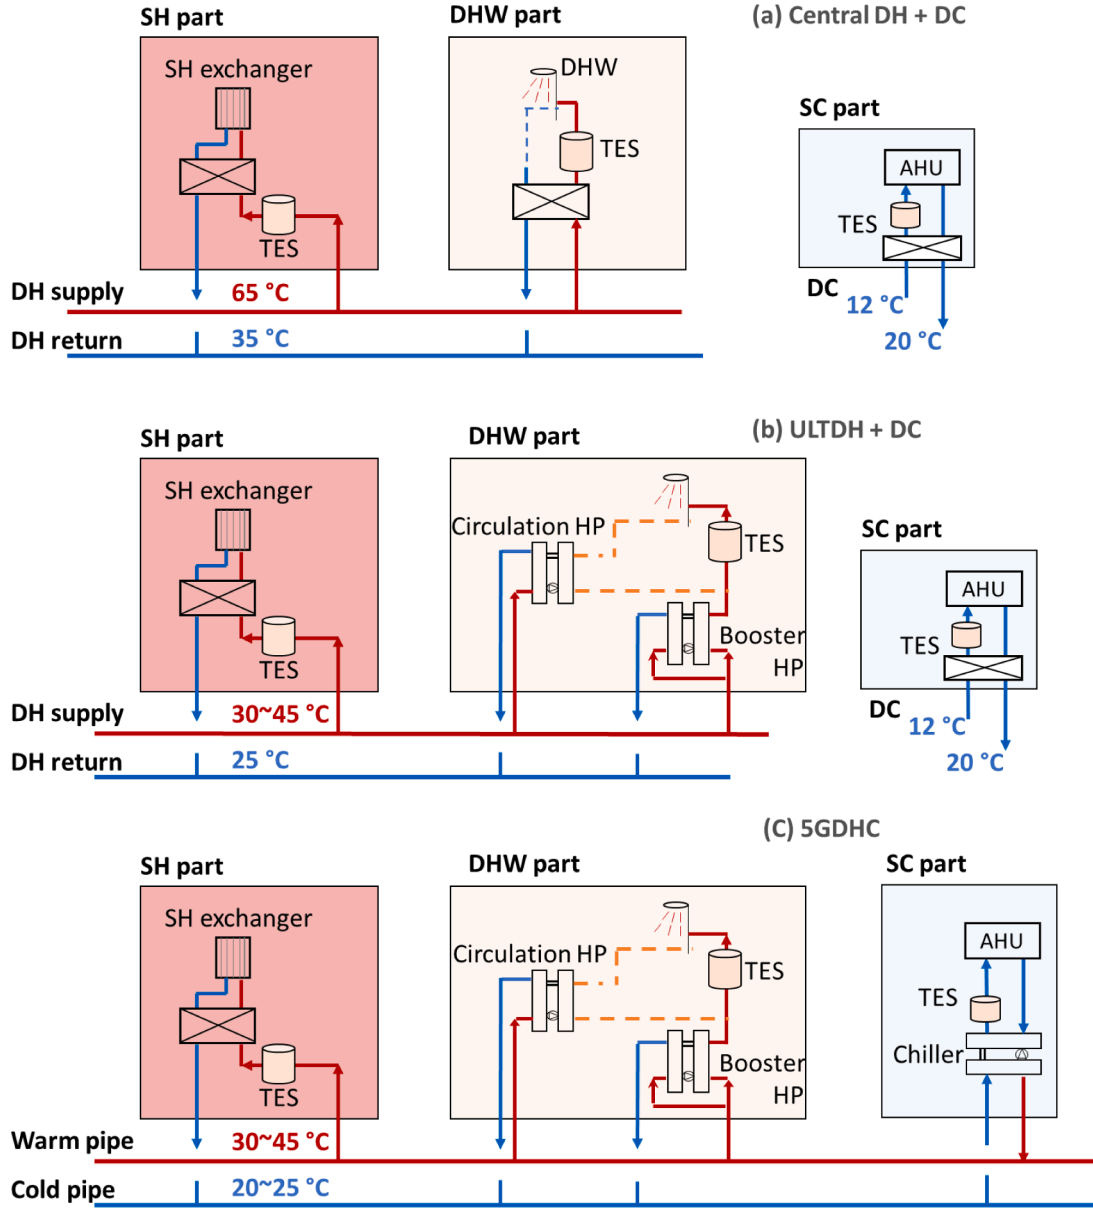 SH part
DHW part
(a) Central DH + DC
SH exchanger
DHW
TES
TES
SC part
AHU
TES
DH supply
65 °C
DC
12 °C
DH return
35 °C
20 °C
SH part
DHW part
(b) ULTDH + DC
SH exchanger
Circulation HP
TES
SC part
AHU
TES
TES
Booster
HP
DH supply
30~45 °C
DC
12 °C
DH return
25 °C
20 °C
(C) 5GDHC
SH part
DHW part
SC part
SH exchanger
Circulation HP
TES
AHU
TES
Chiller
TES
Booster
HP
Warm pipe
30~45 °C
Cold pipe
20~25 °C